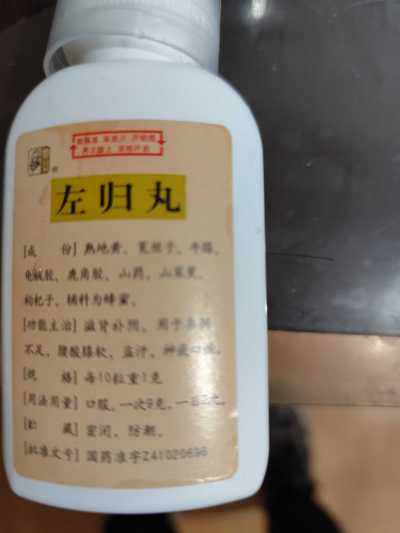 左归丸
[成 份] 熟地黄、菟丝子、牛膝、
龟板胶、鹿角胶、山药、山茱萸、
枸杞子, 辅料为蜂蜜。
[功能主治] 滋肾补阴。用于真阴
不足, 腰酸膝软, 盗汗, 神疲口燥。
[规 格] 每10粒重1克
[用法用量] 口服。一次9克, 一日2次。
[贮 藏] 密闭, 防潮。
[批准文号] 国药准字Z41020698